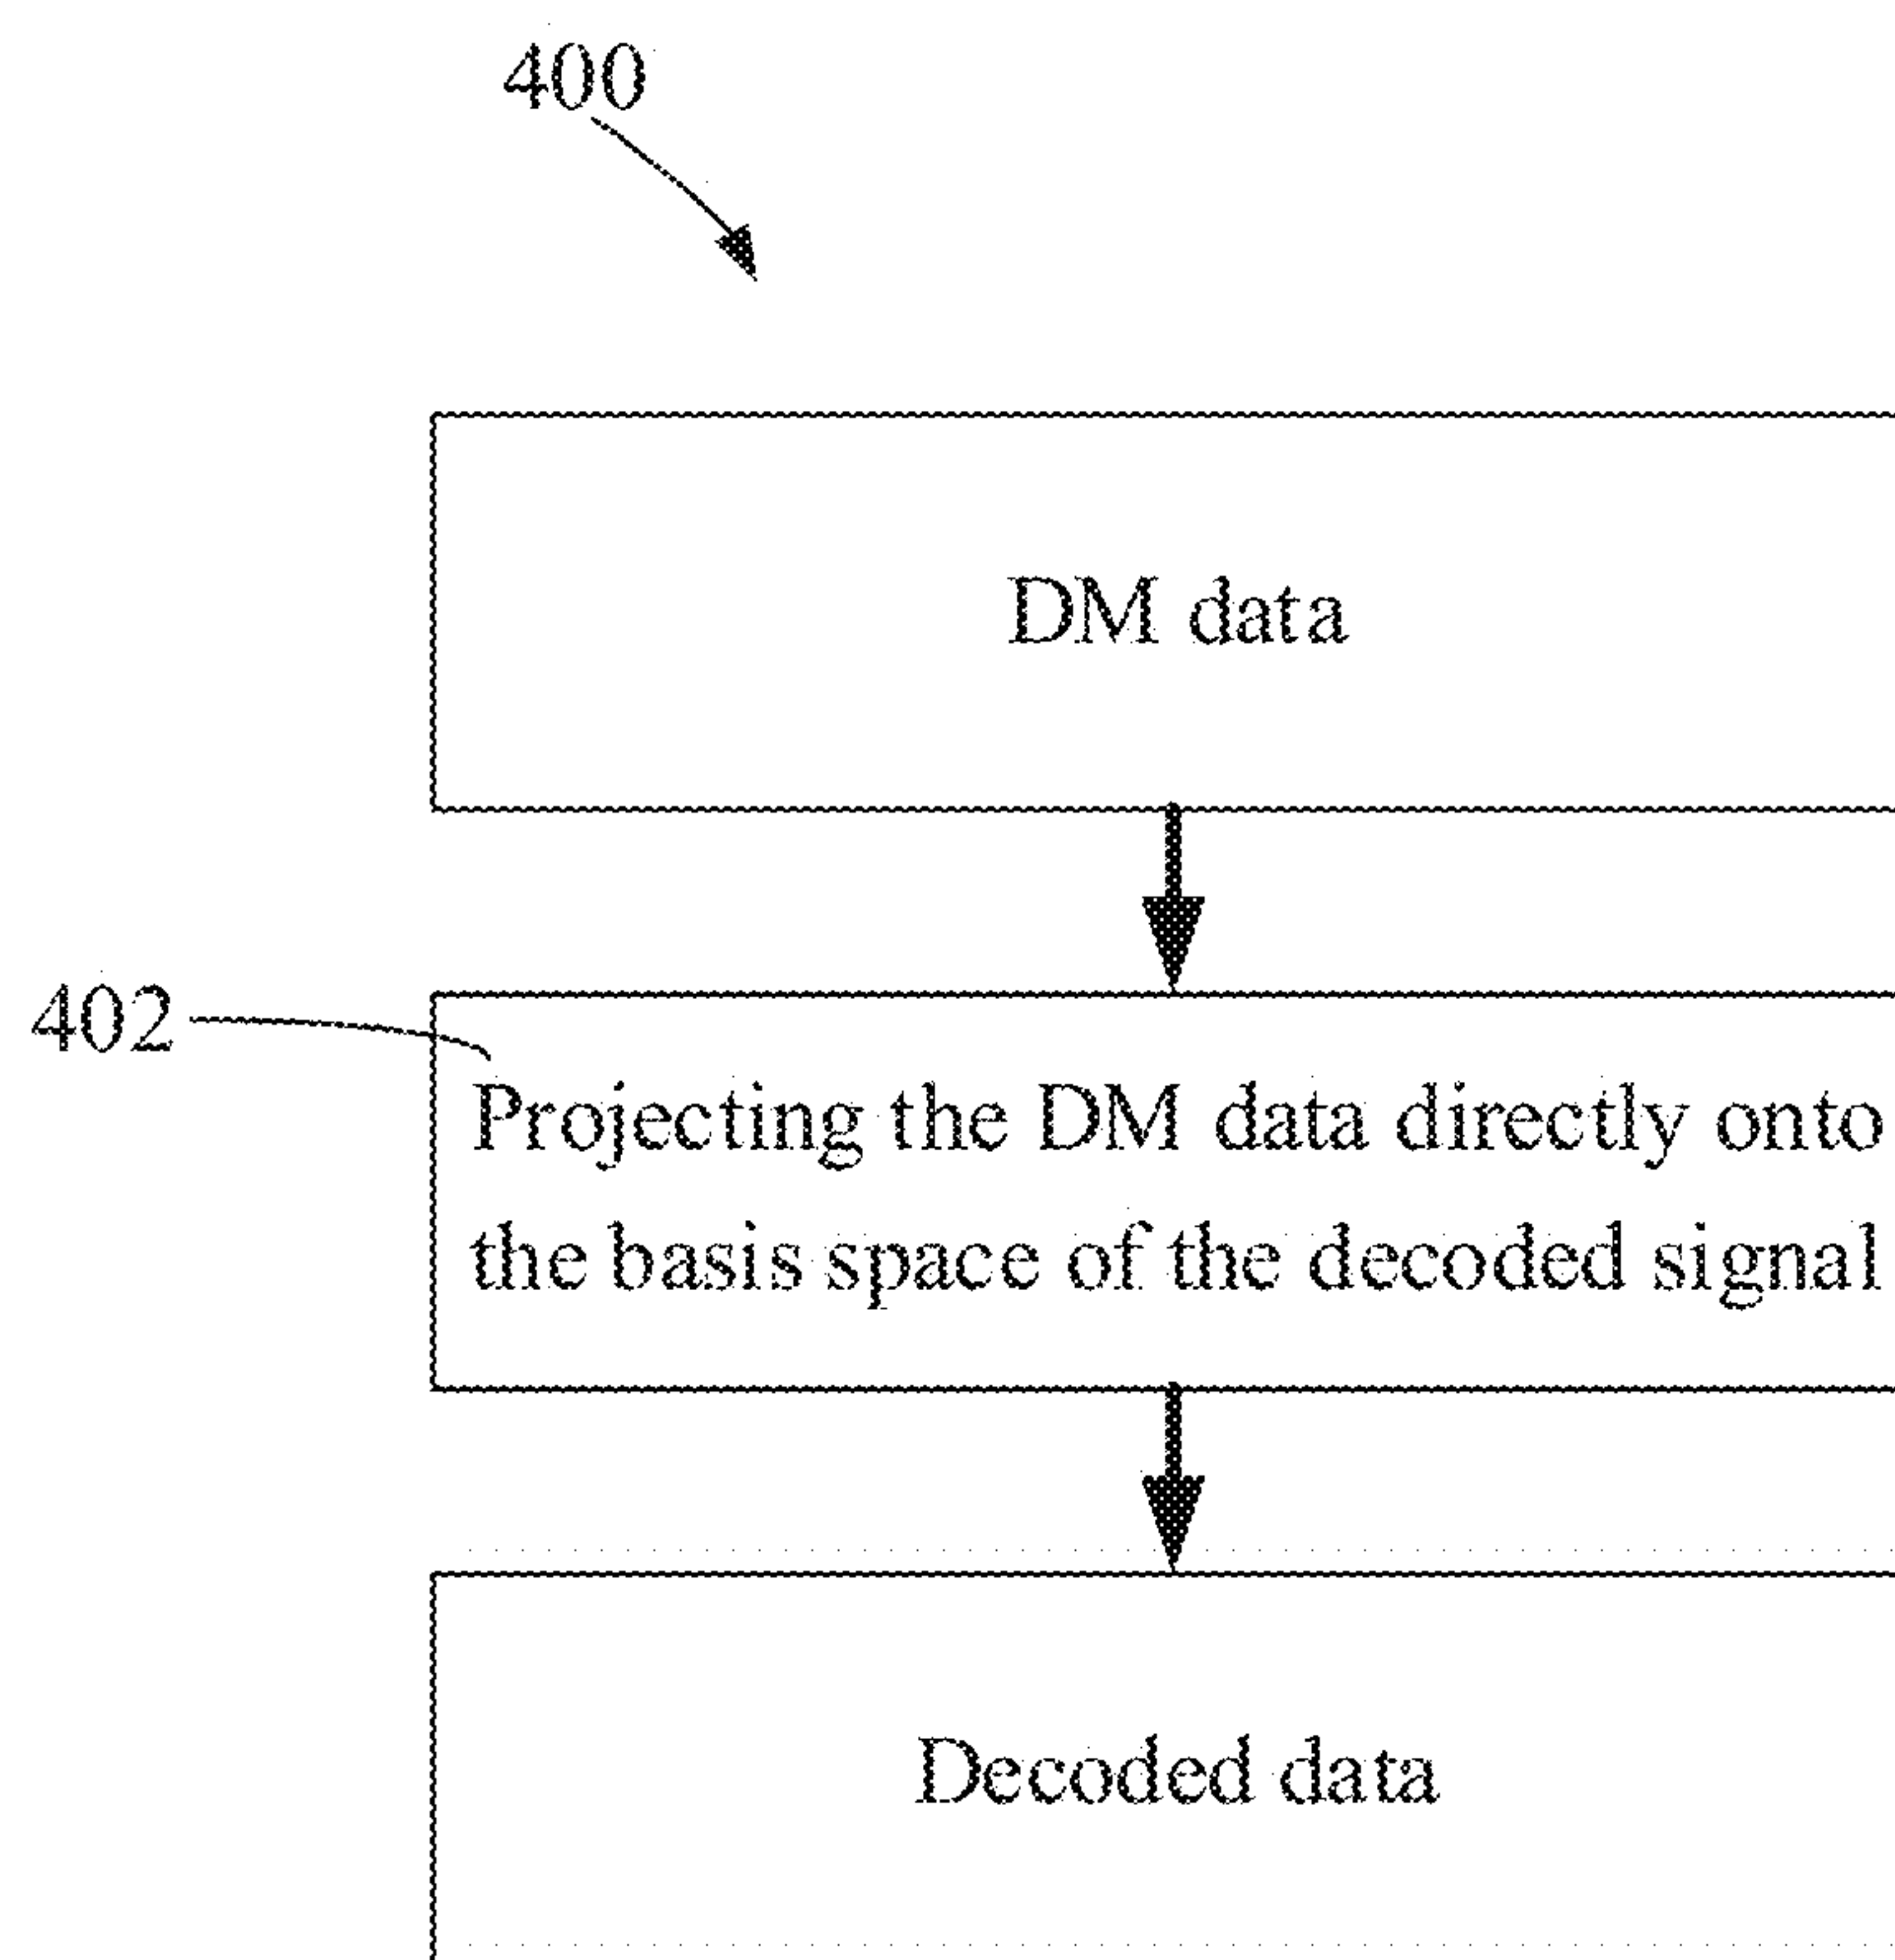 400
DM data
402
Projecting the DM data directly onto
the basis space of the decoded signal
Decoded data